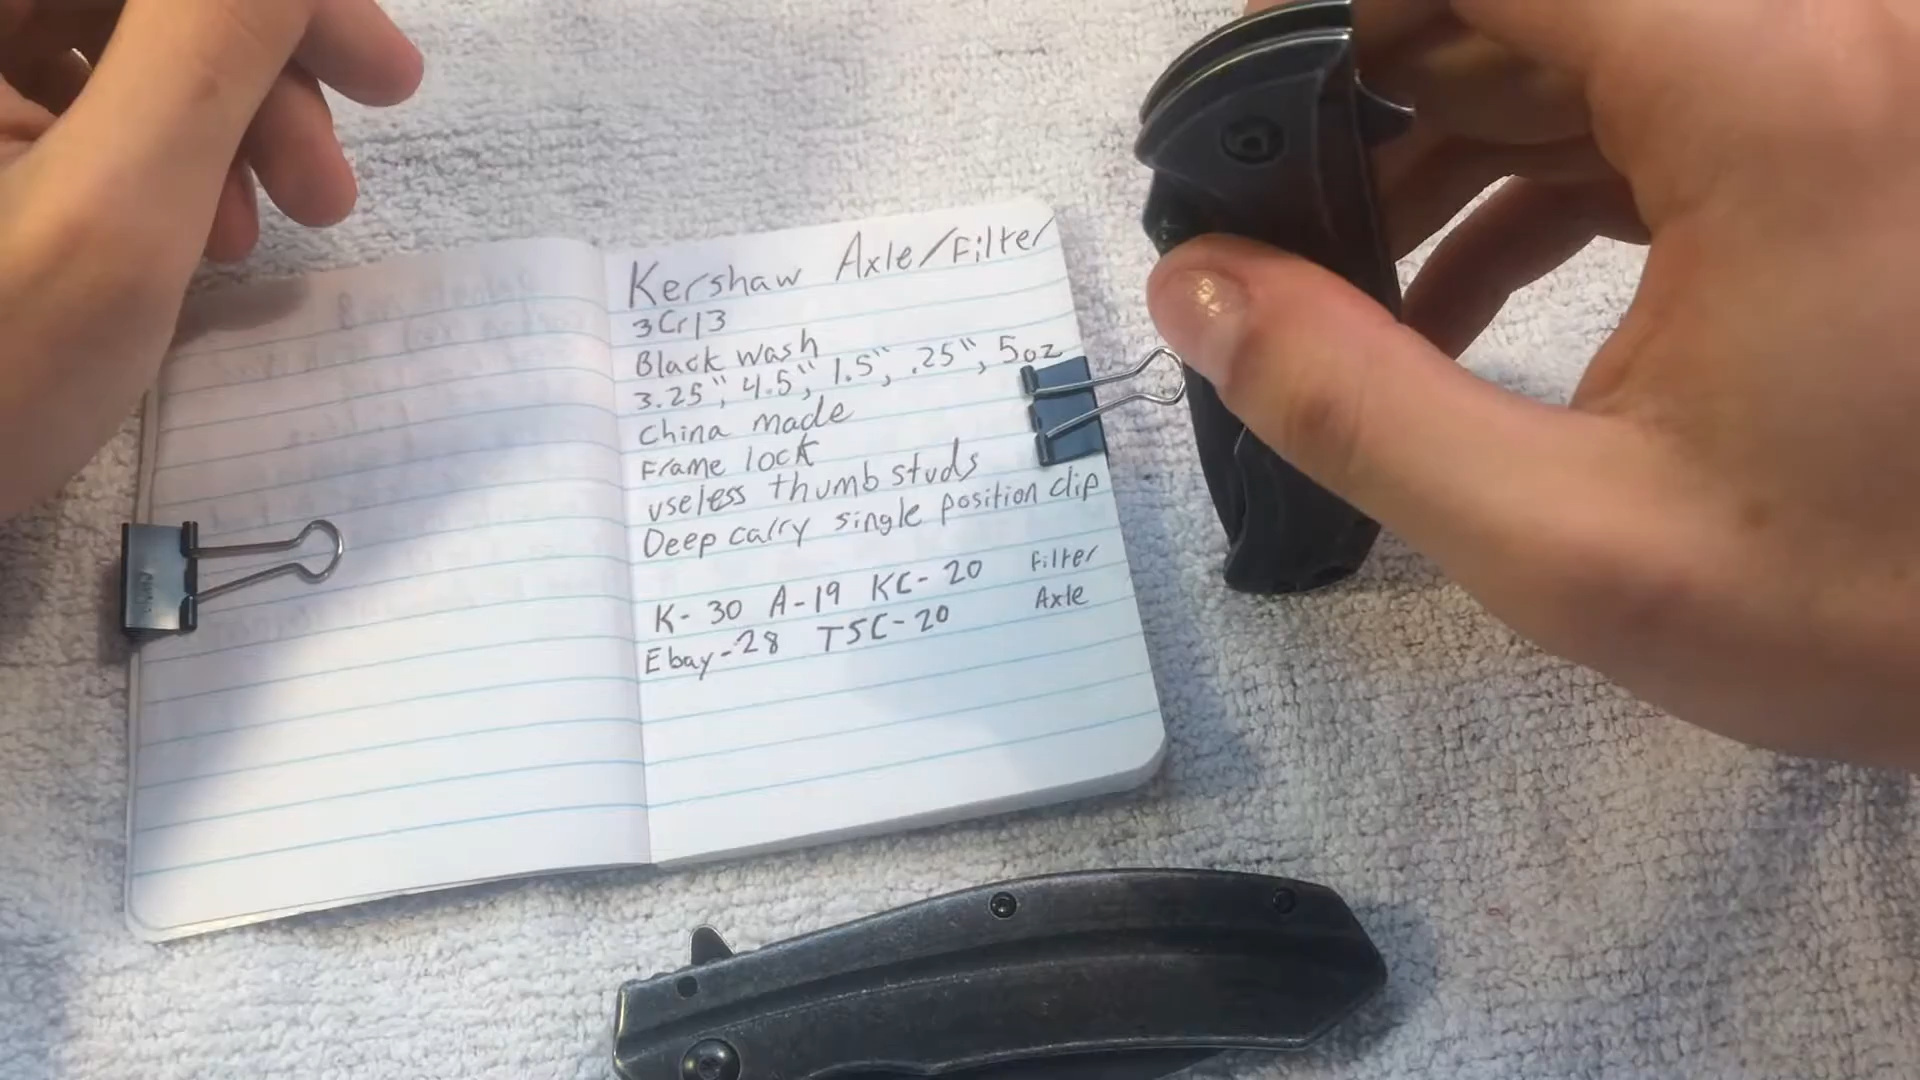 Kershaw Axle/Filter
3Cr13
Black wash
3.25", 4.5", 1.5", .25", 5oz
China made
Frame lock
useless thumb studs
Deep carry single position clip
K- 30 A-19 KC- 20 Filter
Ebay-28 TSC-20 Axle